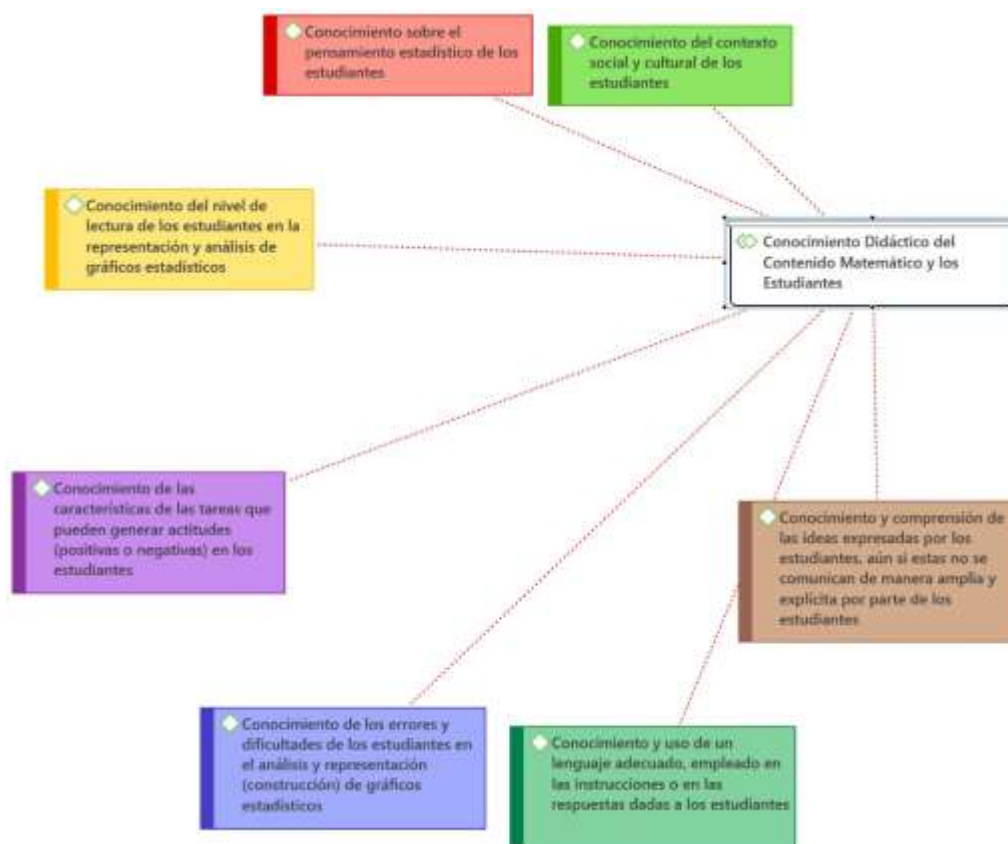 Conocimiento sobre el
pensamiento estadístico de los
estudiantes
Conocimiento del contexto
social y cultural de los
estudiantes
Conocimiento del nivel de
lectura de los estudiantes en la
representación y análisis de
gráficos estadísticos
Conocimiento Didáctico del
Contenido Matemático y los
Estudiantes
Conocimiento de las
características de las tareas que
pueden generar actitudes
(positivas o negativas) en los
estudiantes
Conocimiento y comprensión de
las ideas expresadas por los
estudiantes, aún si estas no se
comunican de manera amplia y
explícita por parte de los
estudiantes
Conocimiento de los errores y
dificultades de los estudiantes en
el análisis y representación
(construcción) de gráficos
estadísticos
Conocimiento y uso de un
lenguaje adecuado, empleado en
las instrucciones o en las
respuestas dadas a los estudiantes